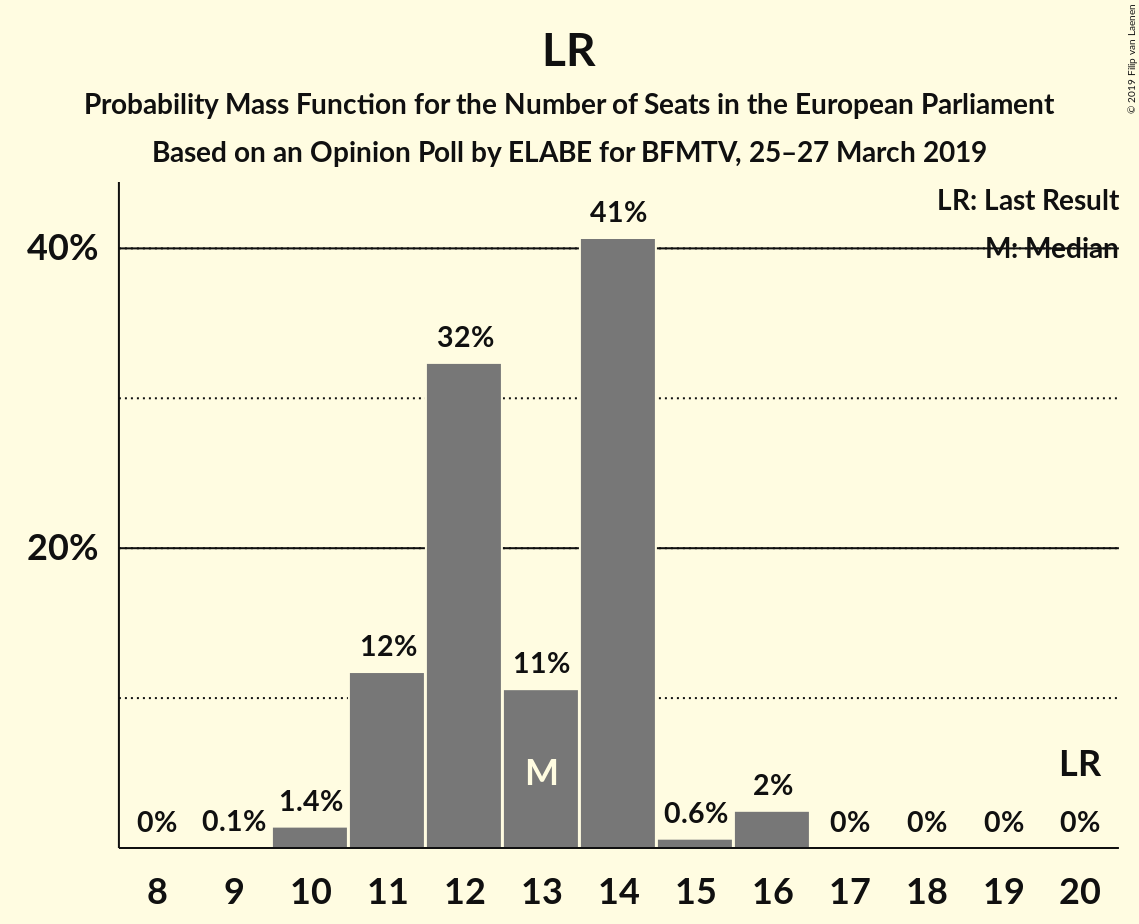 LR
Probability Mass Function for the Number of Seats in the European Parliament
Based on an Opinion Poll by ELABE for BFMTV, 25–27 March 2019
© 2019 Filip van Laenen
LR: Last Result
M: Median
40%
20%
0%
0.1%
1.4%
12%
32%
11%
M
41%
0.6%
2%
0%
0%
0%
LR
0%
8 9 10 11 12 13 14 15 16 17 18 19 20